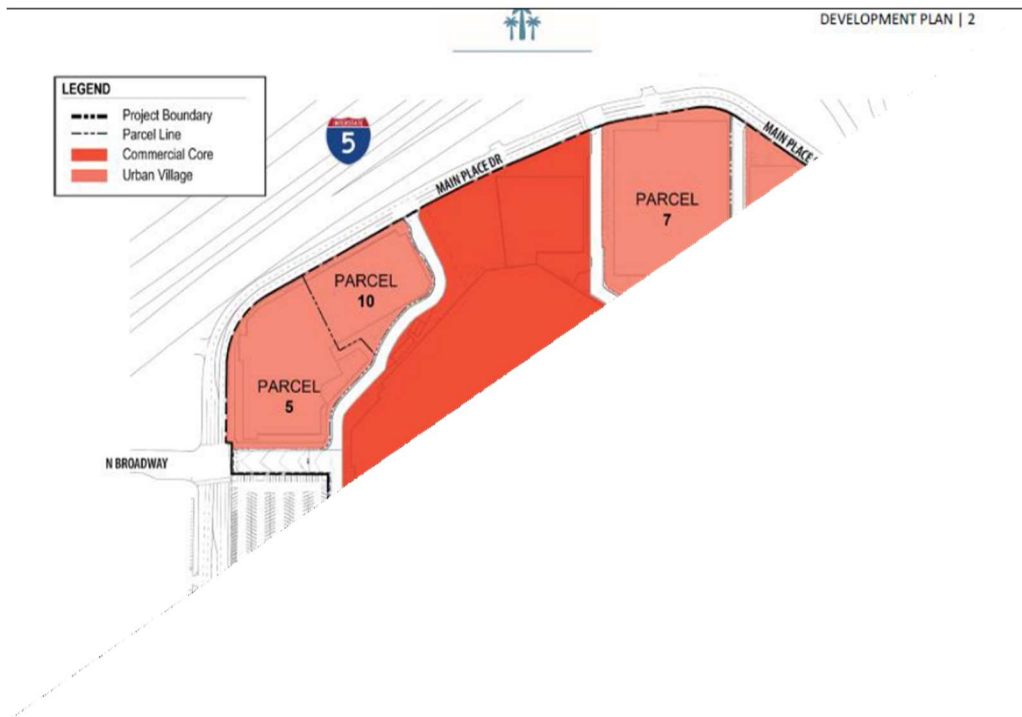 DEVELOPMENT PLAN | 2
LEGEND
Project Boundary
Parcel Line
Commercial Core
Urban Village
INTERSTATE
5
MAIN PLACE DR
MAIN PLACE
PARCEL
7
PARCEL
10
PARCEL
5
N BROADWAY